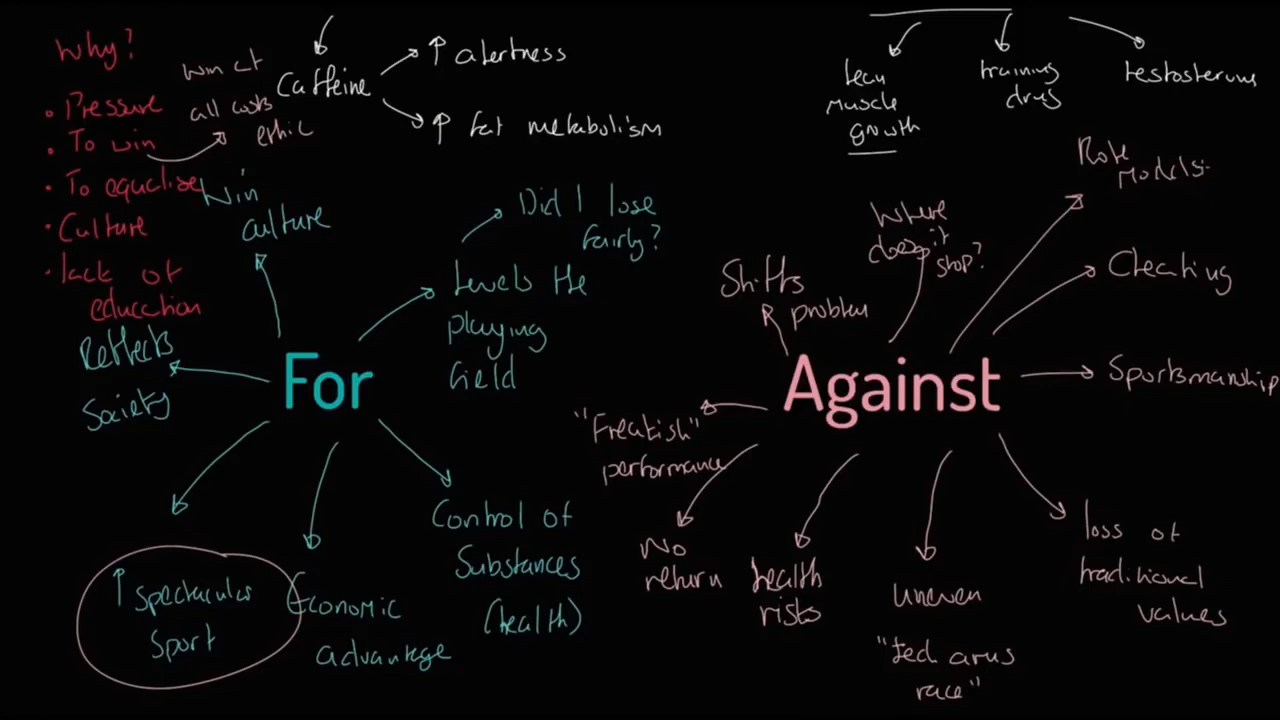 Why?
• Pressure
• To win
• To equalise
• Culture
• lack of
education
win at
all costs
ethic
Caffeine
↑ alertness
↑ fat metabolism
lean
muscle
growth
training
drug
testosterone
Win
culture
Did I lose
fairly?
Levels the
playing
field
Reflects
Society
For
↑ Spectacular
Sport
Economic
advantage
Control of
Substances
(health)
Role
Models
Where
does it
stop?
Shifts
problem
Cheating
Against
Sportsmanship
"Freakish"
performance
No
return
health
risks
uneven
"tech arms
race"
loss of
traditional
values